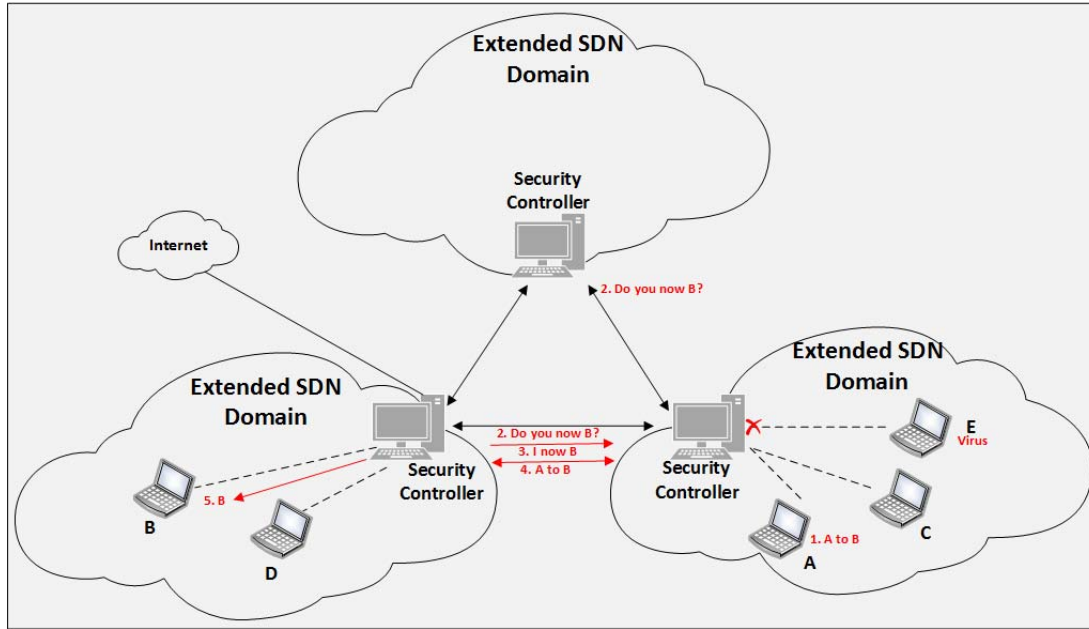 Extended SDN
Domain
Security
Controller
Internet
2. Do you now B?
Extended SDN
Domain
Extended SDN
Domain
2. Do you now B?
3. I now B
4. A to B
Security
Controller
Security
Controller
E
Virus
5. B
B
D
1. A to B
A
C